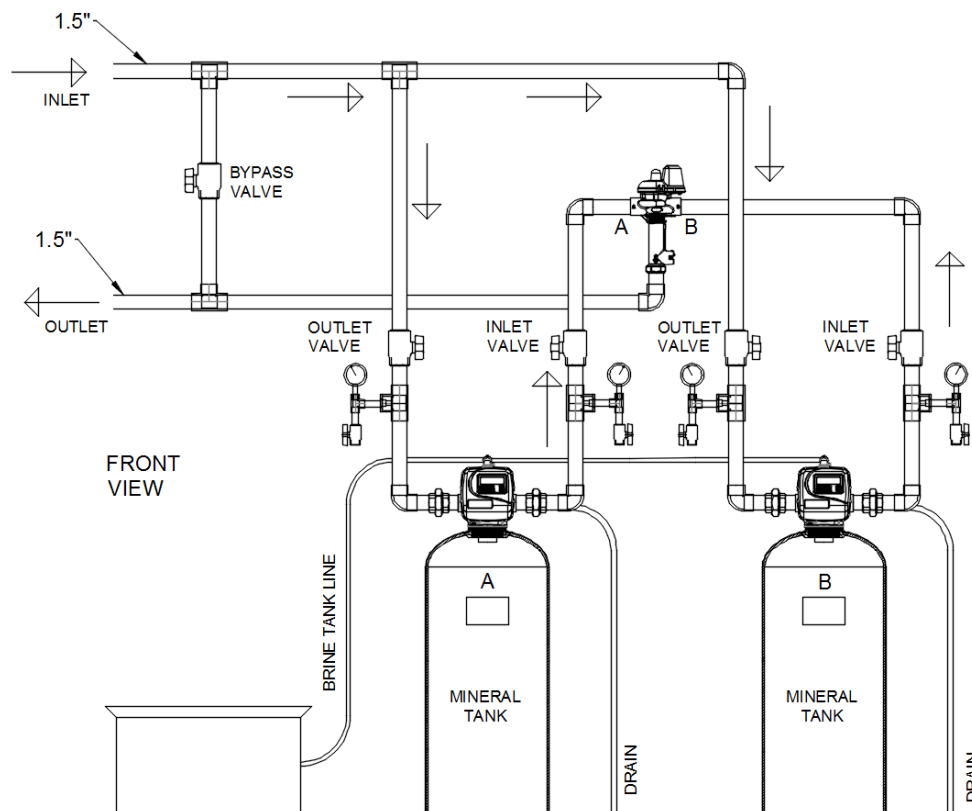 1.5"
INLET
BYPASS
VALVE
A
B
1.5"
OUTLET
OUTLET
VALVE
INLET
VALVE
OUTLET
VALVE
INLET
VALVE
FRONT
VIEW
BRINE TANK LINE
A
B
MINERAL
TANK
MINERAL
TANK
DRAIN
DRAIN